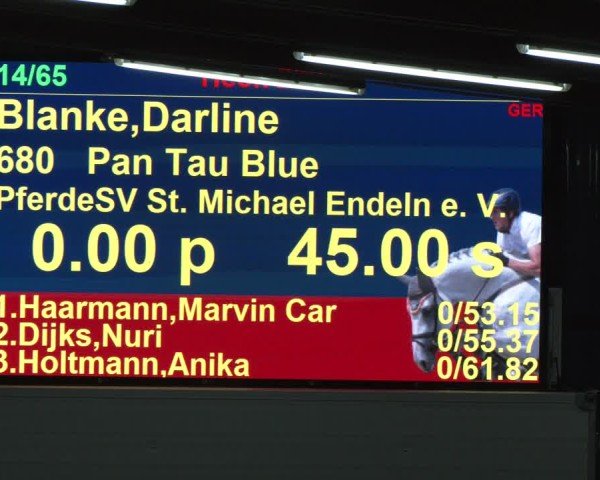 14/65
GER
Blanke,Darline
680 Pan Tau Blue
PferdeSV St. Michael Endeln e. V.
0.00 p 45.00 s
1.Haarmann,Marvin Car 0/53.15
2.Dijks,Nuri 0/55.37
3.Holtmann,Anika 0/61.82